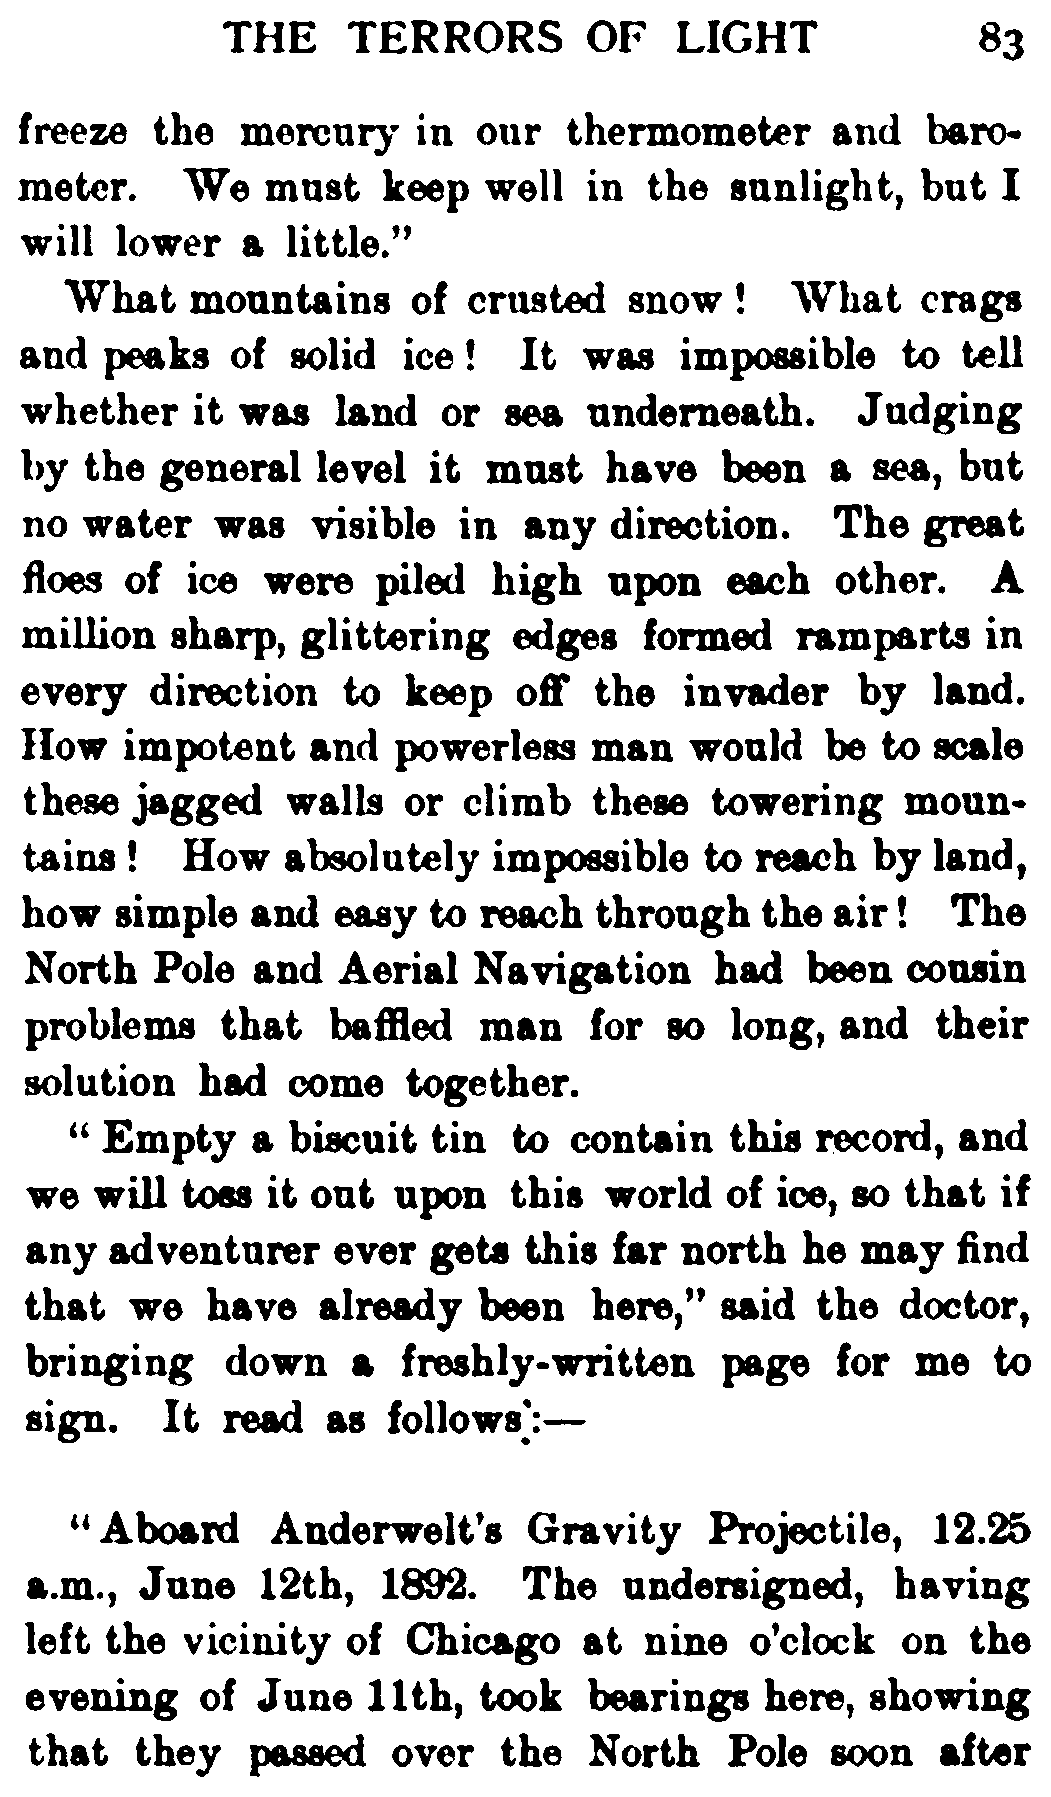 THE TERRORS OF LIGHT 83
freeze the mercury in our thermometer and baro-
meter. We must keep well in the sunlight, but I
will lower a little."
What mountains of crusted snow! What crags
and peaks of solid ice! It was impossible to tell
whether it was land or sea underneath. Judging
by the general level it must have been a sea, but
no water was visible in any direction. The great
floes of ice were piled high upon each other. A
million sharp, glittering edges formed ramparts in
every direction to keep off the invader by land.
How impotent and powerless man would be to scale
these jagged walls or climb these towering moun-
tains! How absolutely impossible to reach by land,
how simple and easy to reach through the air! The
North Pole and Aerial Navigation had been cousin
problems that baffled man for so long, and their
solution had come together.
"Empty a biscuit tin to contain this record, and
we will toss it out upon this world of ice, so that if
any adventurer ever gets this far north he may find
that we have already been here," said the doctor,
bringing down a freshly-written page for me to
sign. It read as follows:—
"Aboard Anderwelt's Gravity Projectile, 12.25
a.m., June 12th, 1892. The undersigned, having
left the vicinity of Chicago at nine o'clock on the
evening of June 11th, took bearings here, showing
that they passed over the North Pole soon after